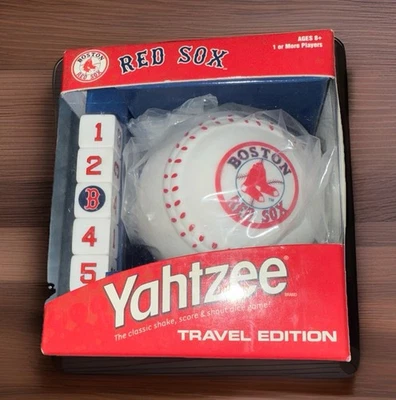 BOSTON
RED SOX
RED SOX
AGES 8+
1 or More Players
1
2
B
4
5
BOSTON
RED SOX
Yahtzee
The classic shake, score & shout dice game!
TRAVEL EDITION